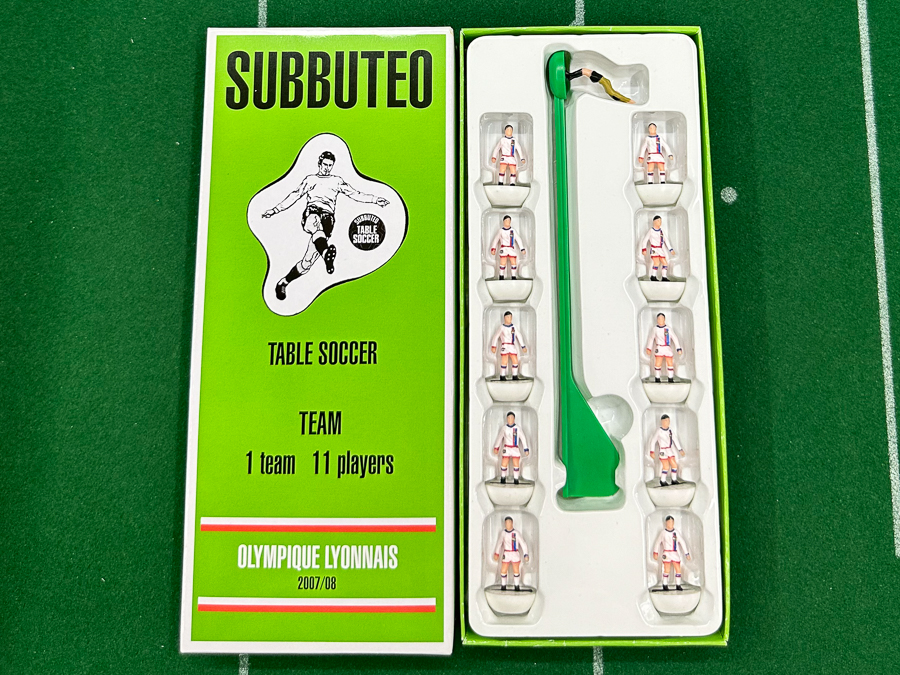 SUBBUTEO
SUBBUTEO
TABLE
SOCCER
TABLE SOCCER
TEAM
1 team 11 players
OLYMPIQUE LYONNAIS
2007/08